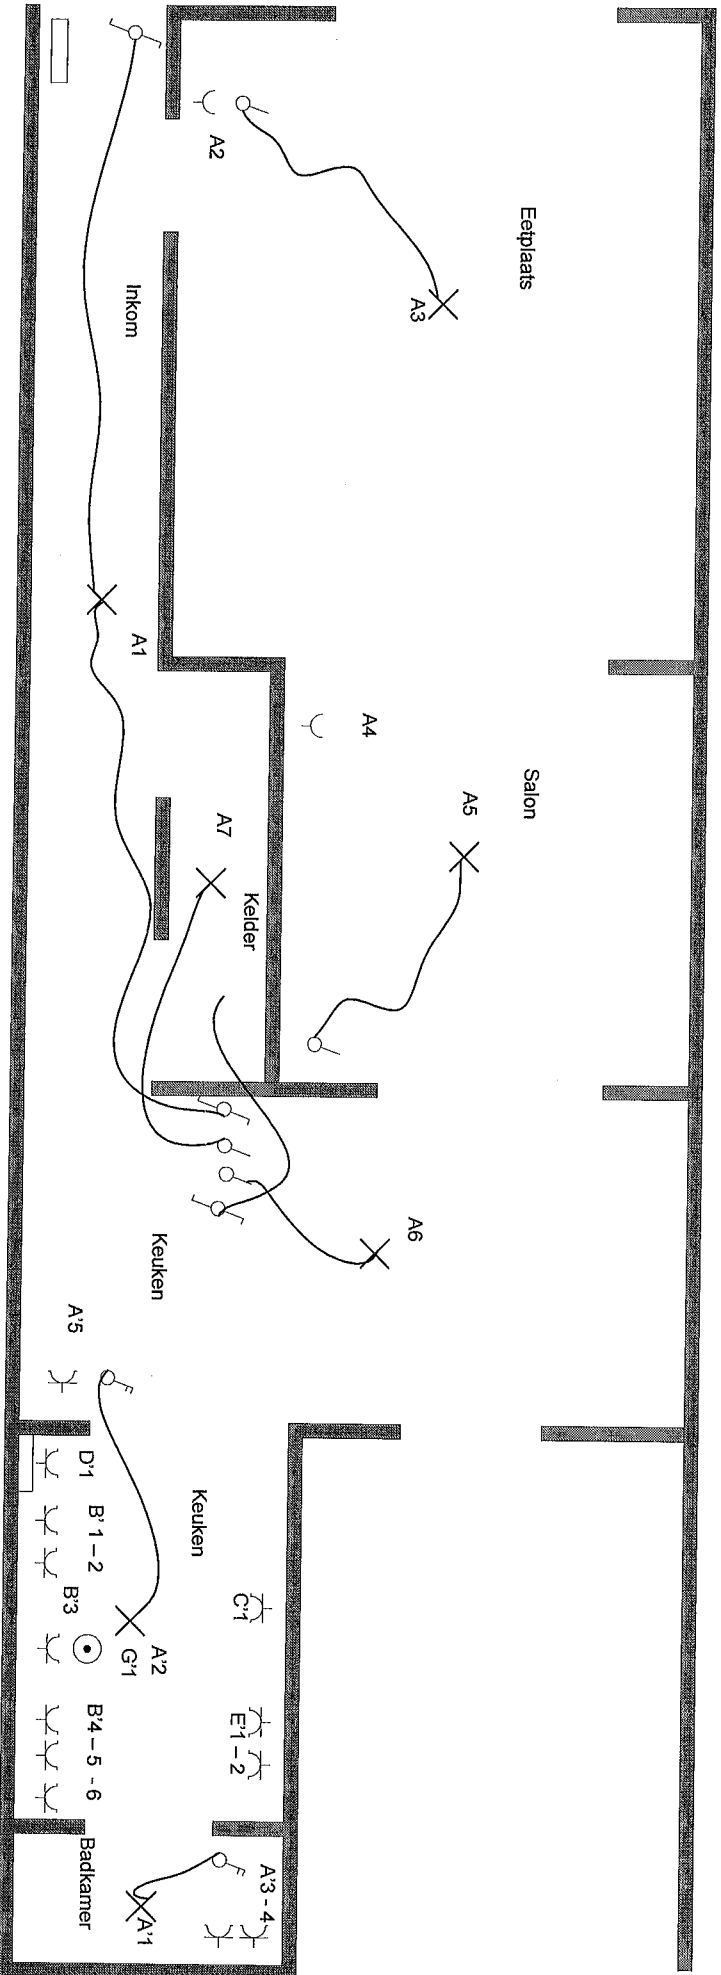 Eetplaats
A2
A3
Inkom
A1
A4
Salon
A5
A7
Kelder
A6
Keuken
A'5
Keuken
D'1
B'1 – 2
B'3
C'1
A'2
G'1
B'4 – 5 - 6
E'1 – 2
Badkamer
A'3 - 4
A'1